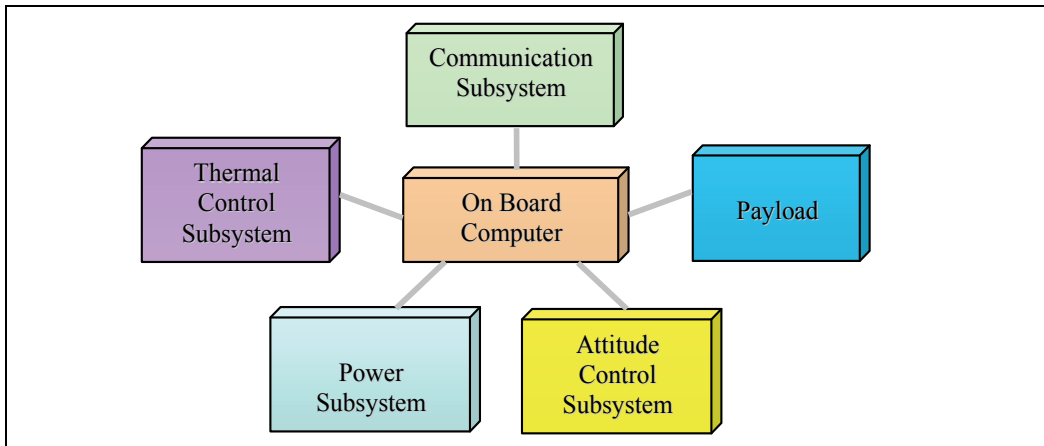 Communication
Subsystem
Thermal
Control
Subsystem
On Board
Computer
Payload
Power
Subsystem
Attitude
Control
Subsystem